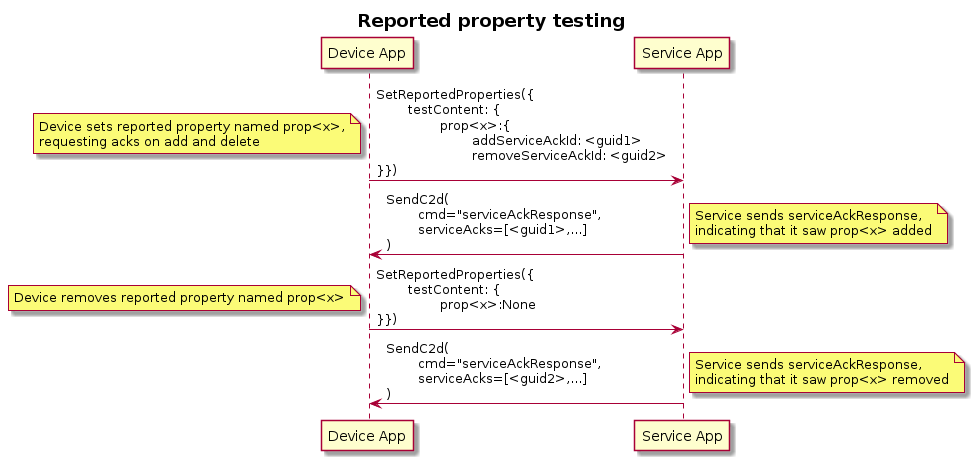 Reported property testing
Device App
Service App
Device sets reported property named prop<x>,
requesting acks on add and delete
SetReportedProperties({
testContent: {
prop<x>:{
addServiceAckId: <guid1>
removeServiceAckId: <guid2>
}})
SendC2d(
cmd="serviceAckResponse",
serviceAcks=[<guid1>,...]
)
Service sends serviceAckResponse,
indicating that it saw prop<x> added
Device removes reported property named prop<x>
SetReportedProperties({
testContent: {
prop<x>:None
}})
SendC2d(
cmd="serviceAckResponse",
serviceAcks=[<guid2>,...]
)
Service sends serviceAckResponse,
indicating that it saw prop<x> removed
Device App
Service App